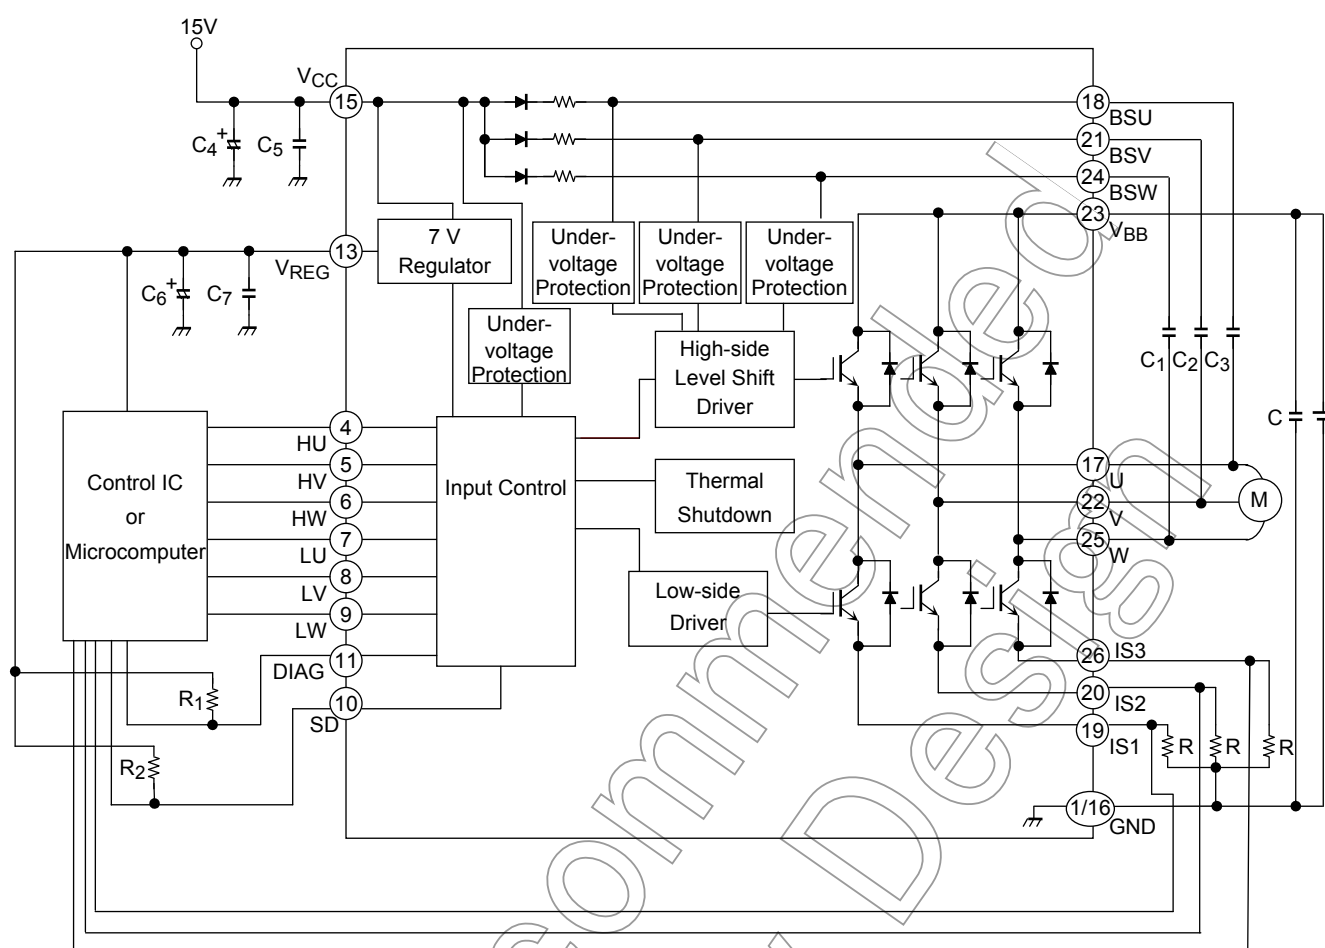 15V
VCC
15
18
BSU
C4
+
C5
21
BSV
24
BSW
23
VBB
13
VREG
7 V
Regulator
Under-
voltage
Protection
Under-
voltage
Protection
Under-
voltage
Protection
C6
+
C7
Under-
voltage
Protection
High-side
Level Shift
Driver
C1
C2
C3
C
Control IC
or
Microcomputer
4
HU
5
HV
6
HW
7
LU
8
LV
9
LW
11
DIAG
10
SD
Input Control
Thermal
Shutdown
Low-side
Driver
17
U
22
V
25
W
M
26
IS3
20
IS2
19
IS1
R1
R2
R
R
R
1/16
GND
commended
Design